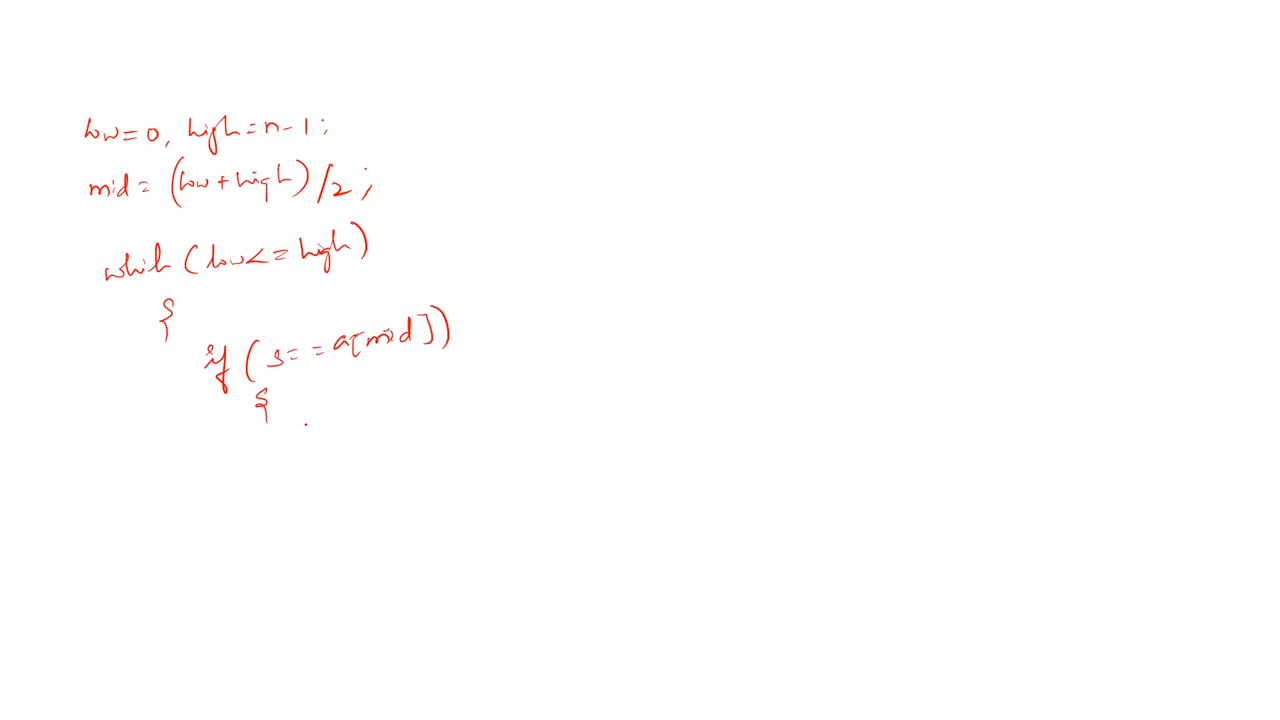 low=0, high=n-1;
mid= (low+high)/2;
while (low<=high)
{
if (s==a[mid])
{